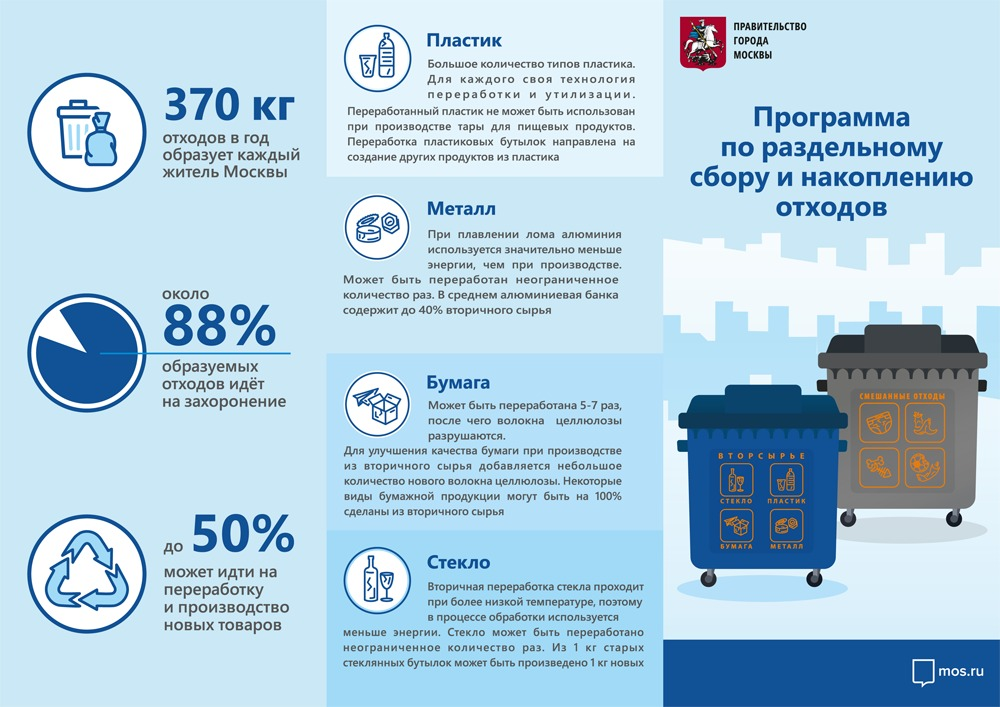 370 кг
отходов в год
образует каждый
житель Москвы
около
88%
образуемых
отходов идёт
на захоронение
до 50%
может идти на
переработку
и производство
новых товаров
Пластик
Большое количество типов пластика.
Для каждого своя технология
переработки и утилизации.
Переработанный пластик не может быть использован
при производстве тары для пищевых продуктов.
Переработка пластиковых бутылок направлена на
создание других продуктов из пластика
Металл
При плавлении лома алюминия
используется значительно меньше
энергии, чем при производстве.
Может быть переработан неограниченное
количество раз. В среднем алюминиевая банка
содержит до 40% вторичного сырья
Бумага
Может быть переработана 5-7 раз,
после чего волокна целлюлозы
разрушаются.
Для улучшения качества бумаги при производстве
из вторичного сырья добавляется небольшое
количество нового волокна целлюлозы. Некоторые
виды бумажной продукции могут быть на 100%
сделаны из вторичного сырья
Стекло
Вторичная переработка стекла проходит
при более низкой температуре, поэтому
в процессе обработки используется
меньше энергии. Стекло может быть переработано
неограниченное количество раз. Из 1 кг старых
стеклянных бутылок может быть произведено 1 кг новых
ПРАВИТЕЛЬСТВО
ГОРОДА
МОСКВЫ
Программа
по раздельному
сбору и накоплению
отходов
СМЕШАННЫЕ ОТХОДЫ
ВТОРСЫРЬЕ
СТЕКЛО ПЛАСТИК
БУМАГА МЕТАЛЛ
mos.ru